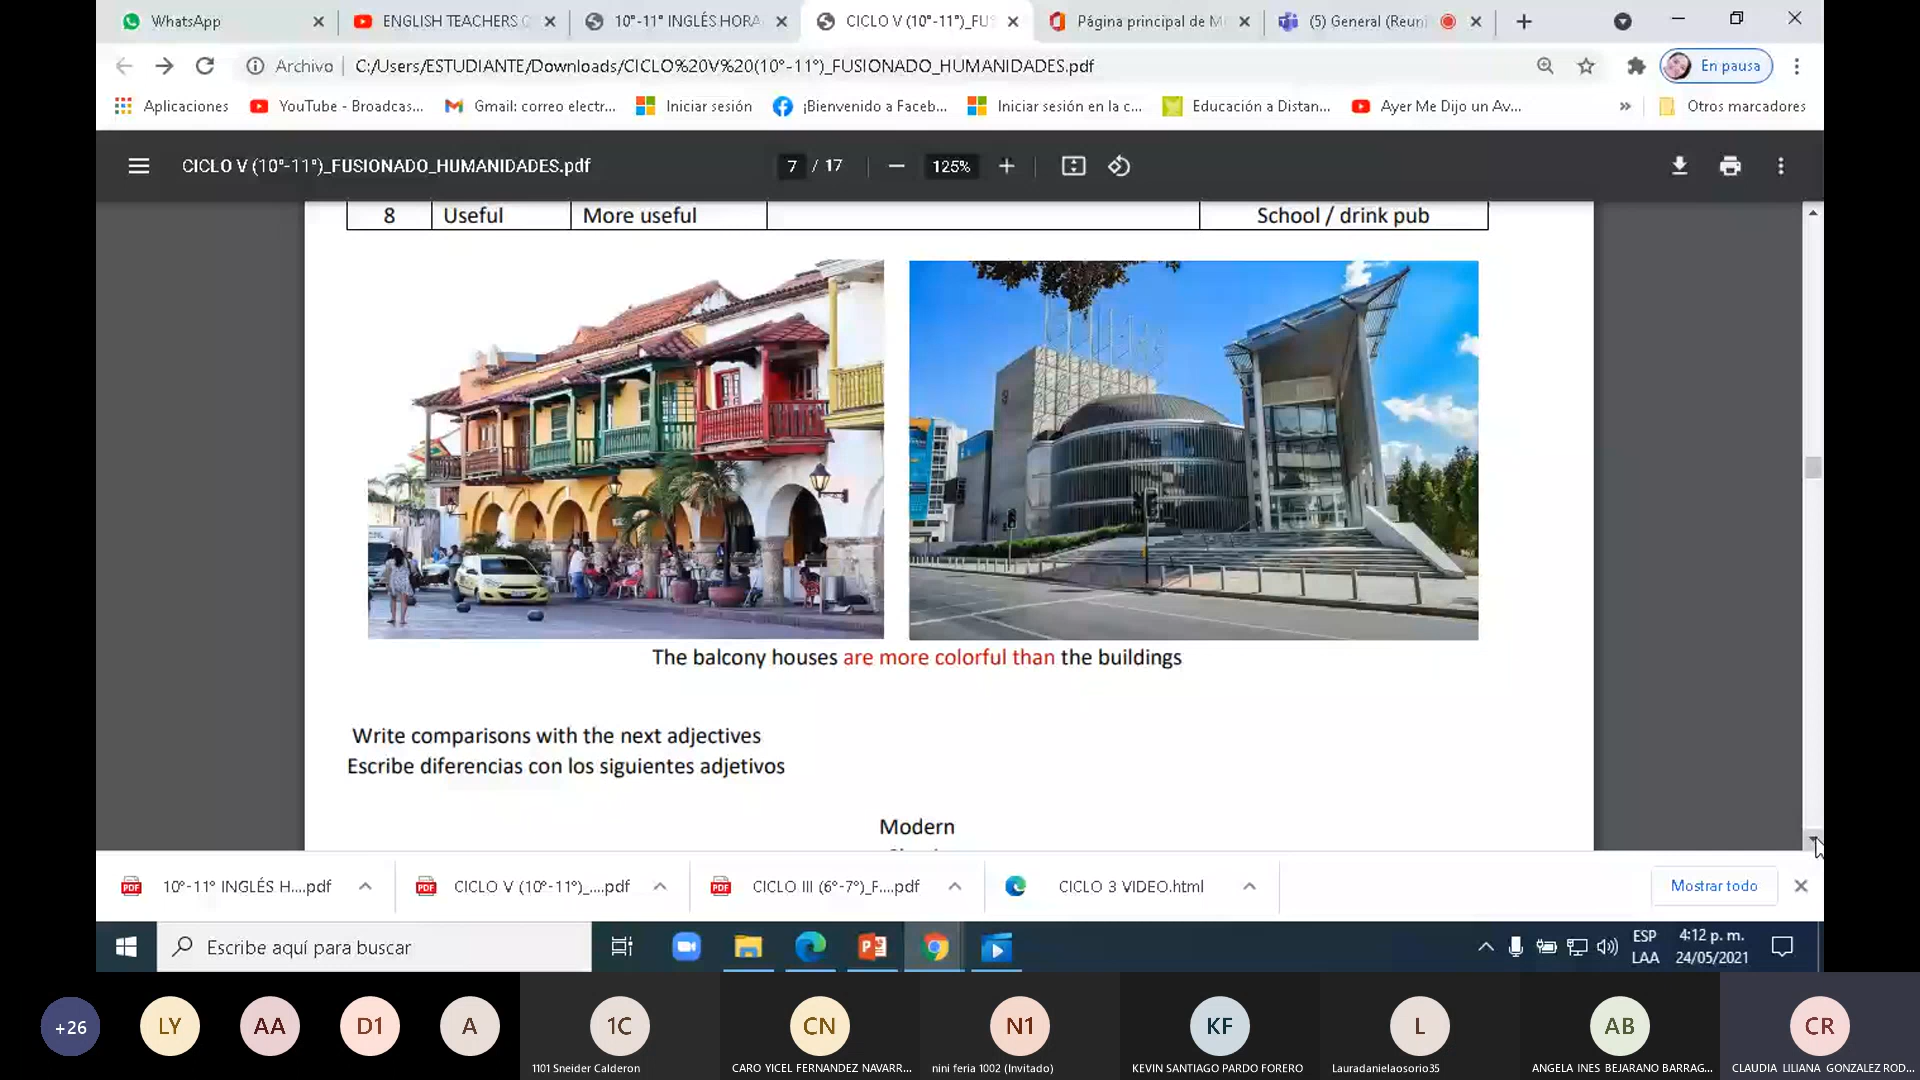 WhatsApp
ENGLISH TEACHERS
10°-11° INGLÉS HORA
CICLO V (10°-11°)_FUS
Página principal de M
(5) General (Reuni
Archivo
C:/Users/ESTUDIANTE/Downloads/CICLO%20V%20(10°-11°)_FUSIONADO_HUMANIDADES.pdf
En pausa
Aplicaciones
YouTube - Broadcas...
Gmail: correo electr...
Iniciar sesión
¡Bienvenido a Faceb...
Iniciar sesión en la c...
Educación a Distan...
Ayer Me Dijo un Av...
»
Otros marcadores
CICLO V (10°-11°)_FUSIONADO_HUMANIDADES.pdf
7 / 17
125%
8 Useful More useful School / drink pub
The balcony houses are more colorful than the buildings
Write comparisons with the next adjectives
Escribe diferencias con los siguientes adjetivos
Modern
10°-11° INGLÉS H....pdf
CICLO V (10°-11°)_....pdf
CICLO III (6°-7°)_F....pdf
CICLO 3 VIDEO.html
Mostrar todo
Escribe aquí para buscar
ESP
LAA
4:12 p. m.
24/05/2021
+26
LY
AA
D1
A
1C
CN
N1
KF
L
AB
CR
1101 Sneider Calderon
CARO YICEL FERNANDEZ NAVARR...
nini feria 1002 (Invitado)
KEVIN SANTIAGO PARDO FORERO
Lauradanielaosorio35
ANGELA INES BEJARANO BARRAG...
CLAUDIA LILIANA GONZALEZ ROD...